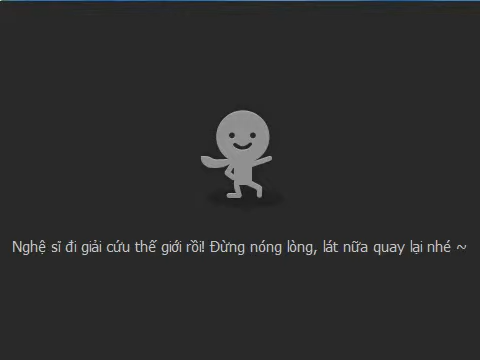 Nghệ sĩ đi giải cứu thế giới rồi! Đừng nóng lòng, lát nữa quay lại nhé ~